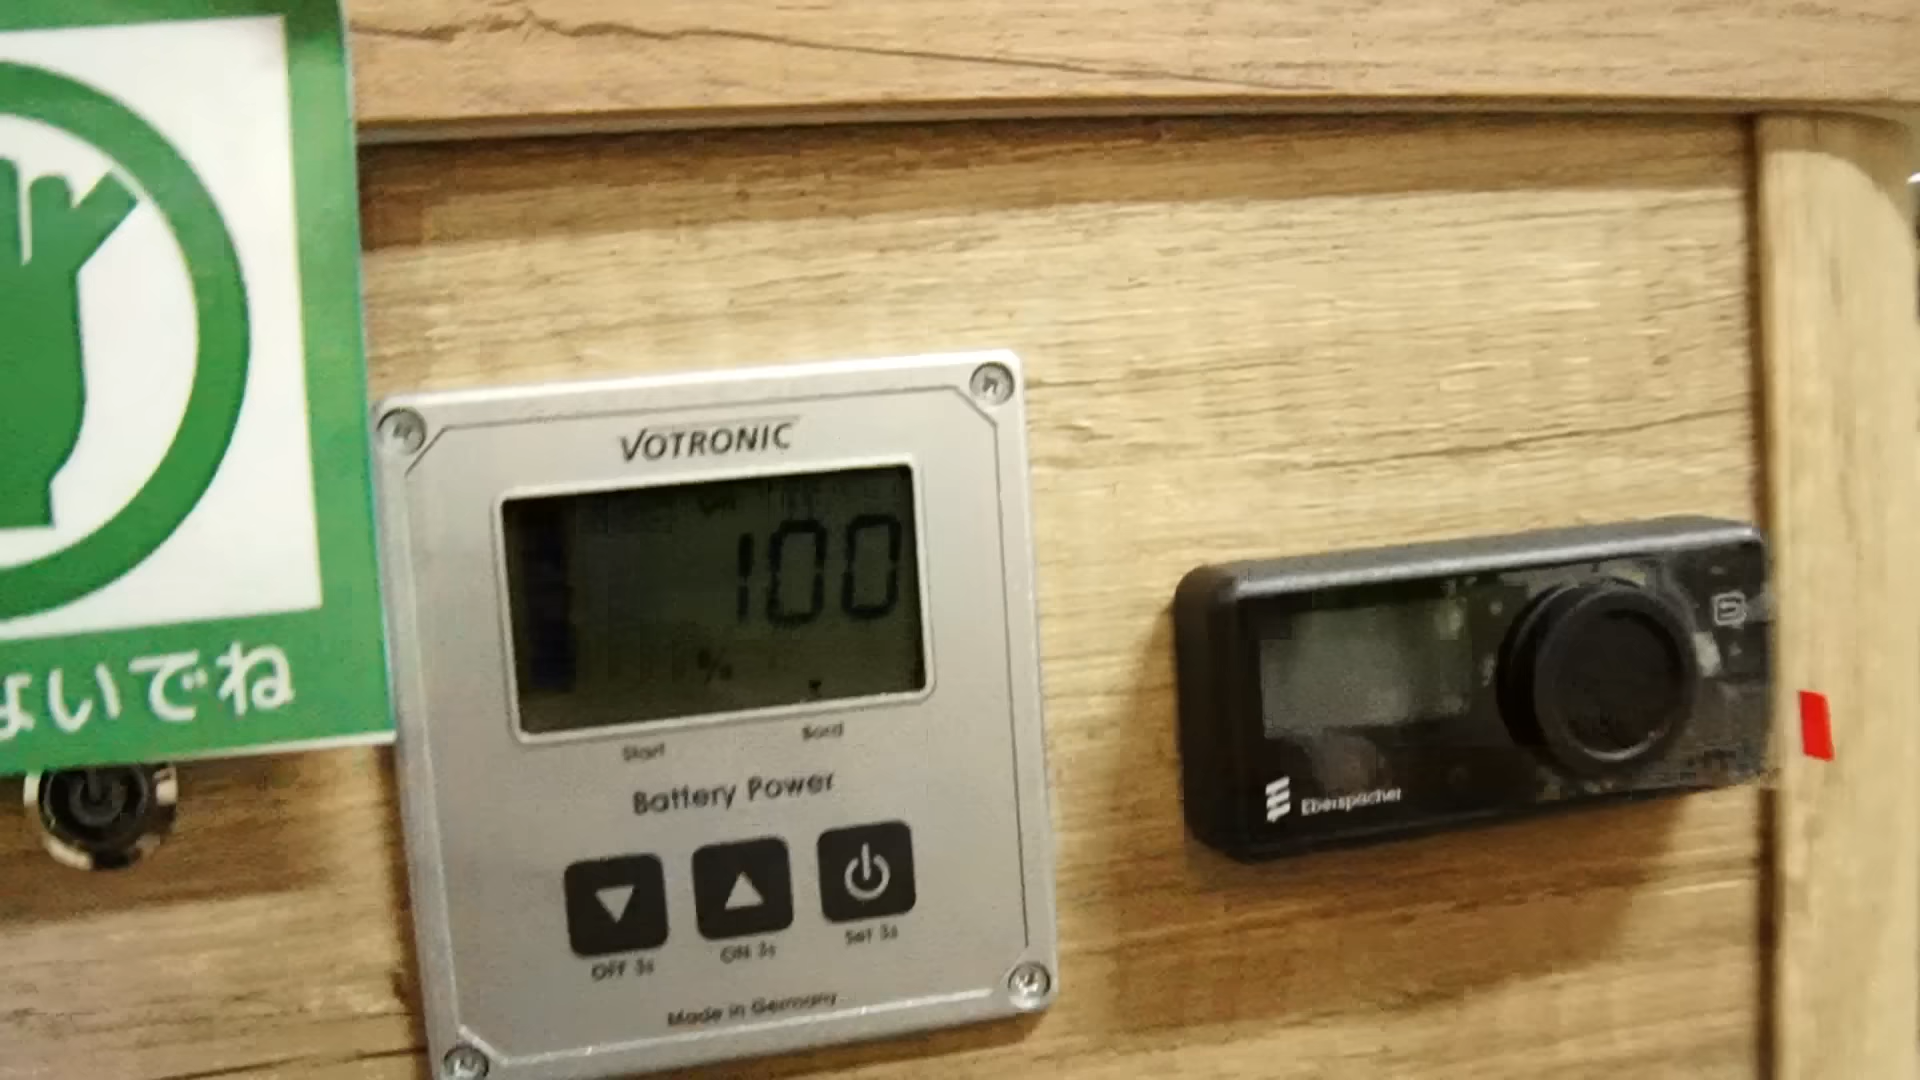 いでね
VOTRONIC
100
%
Start
Bord
Battery Power
OFF 3s
ON 3s
Set 3s
Made in Germany
Eberspächer